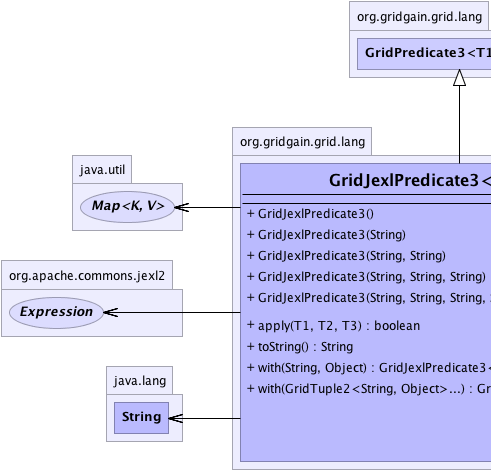 org.gridgain.grid.lang
GridPredicate3<T1
org.gridgain.grid.lang
java.util
GridJexlPredicate3<
Map<K, V>
+ GridJexlPredicate3()
+ GridJexlPredicate3(String)
+ GridJexlPredicate3(String, String)
org.apache.commons.jexl2
+ GridJexlPredicate3(String, String, String)
+ GridJexlPredicate3(String, String, String,
Expression
+ apply(T1, T2, T3) : boolean
+ toString() : String
+ with(String, Object) : GridJexlPredicate3<
java.lang
+ with(GridTuple2<String, Object>...) : Gr
String